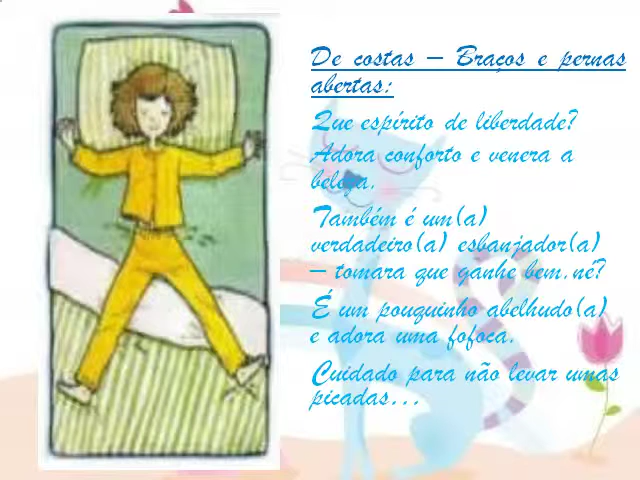 De costas – Braços e pernas
abertas:
Que espírito de liberdade?
Adora conforto e venera a
beleza.
Também é um(a)
verdadeiro(a) esbanjador(a)
– tomara que ganhe bem.né?
É um pouquinho abelhudo(a)
e adora uma fofoca.
Cuidado para não levar umas
picadas...